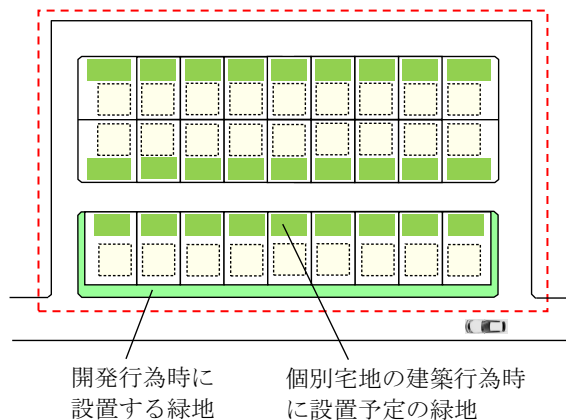 開発行為時に
設置する緑地
個別宅地の建築行為時
に設置予定の緑地